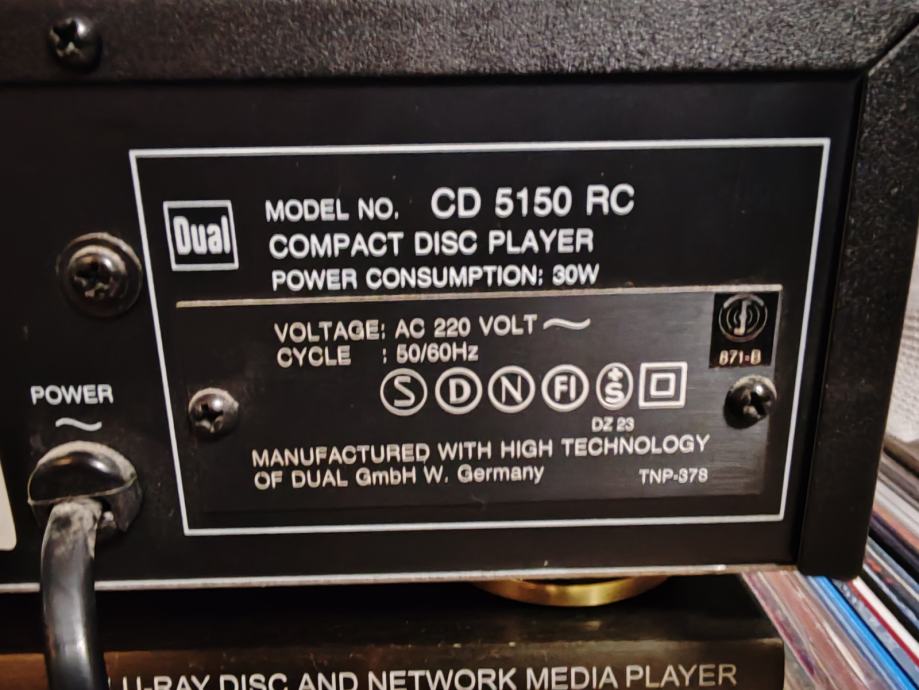 Dual
MODEL NO. CD 5150 RC
COMPACT DISC PLAYER
POWER CONSUMPTION: 30W
VOLTAGE: AC 220 VOLT ~
CYCLE : 50/60Hz
871-B
S D N FI +S
DZ 23
POWER
~
MANUFACTURED WITH HIGH TECHNOLOGY
OF DUAL GmbH W. Germany TNP-378
U-RAY DISC AND NETWORK MEDIA PLAYER